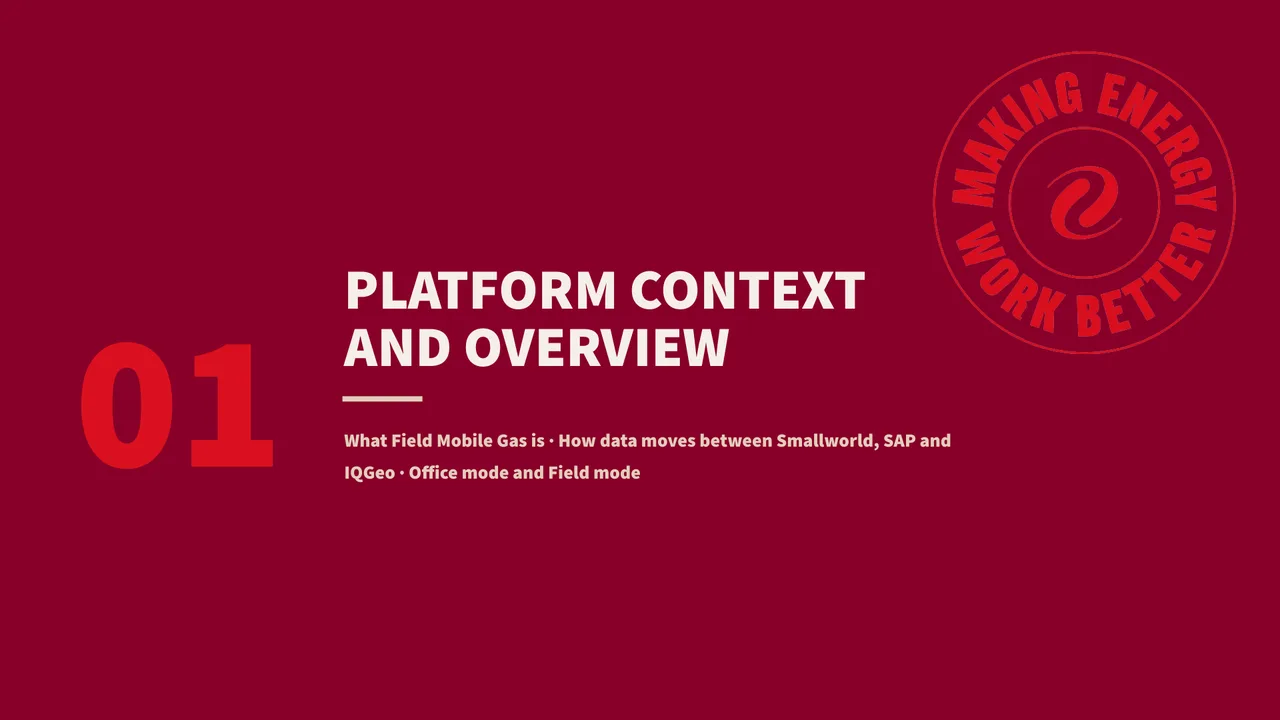 MAKING ENERGY
WORK BETTER
01
PLATFORM CONTEXT
AND OVERVIEW
What Field Mobile Gas is · How data moves between Smallworld, SAP and
IQGeo · Office mode and Field mode